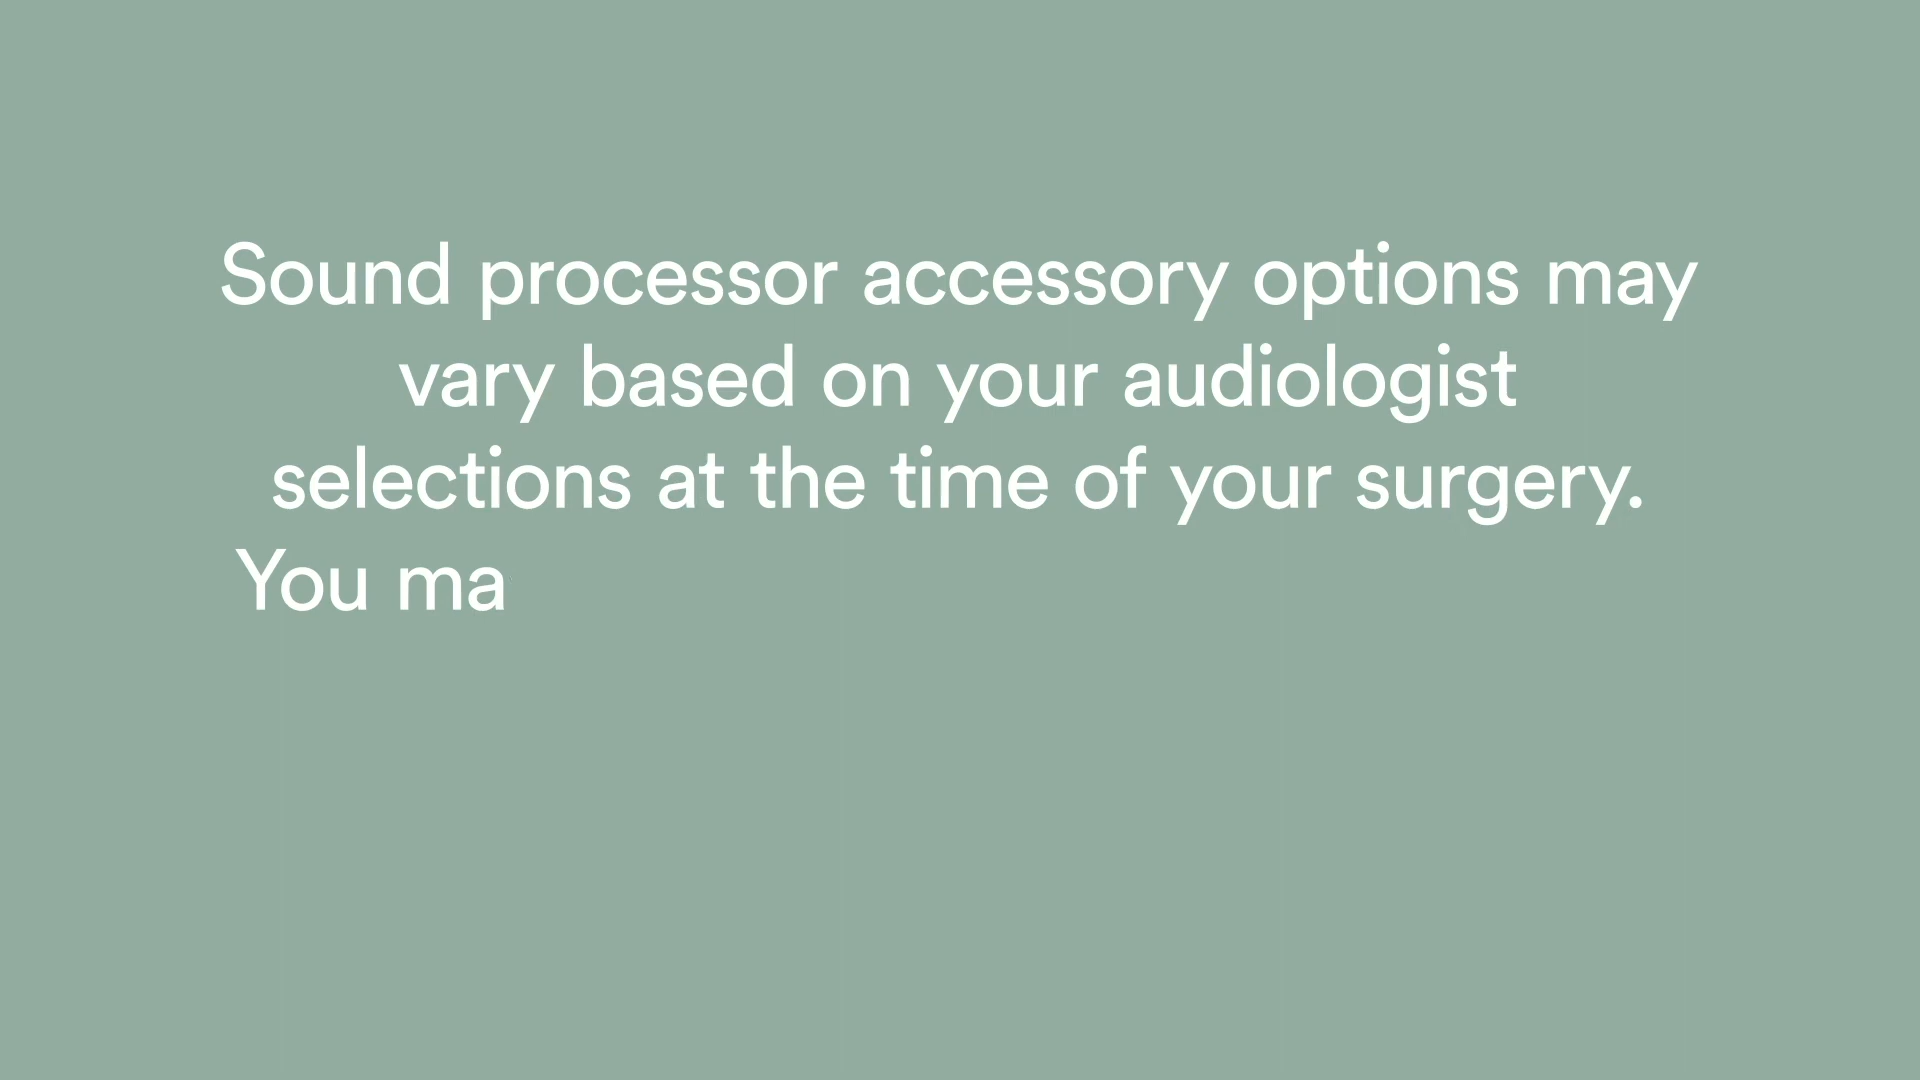 Sound processor accessory options may
vary based on your audiologist
selections at the time of your surgery.
You ma